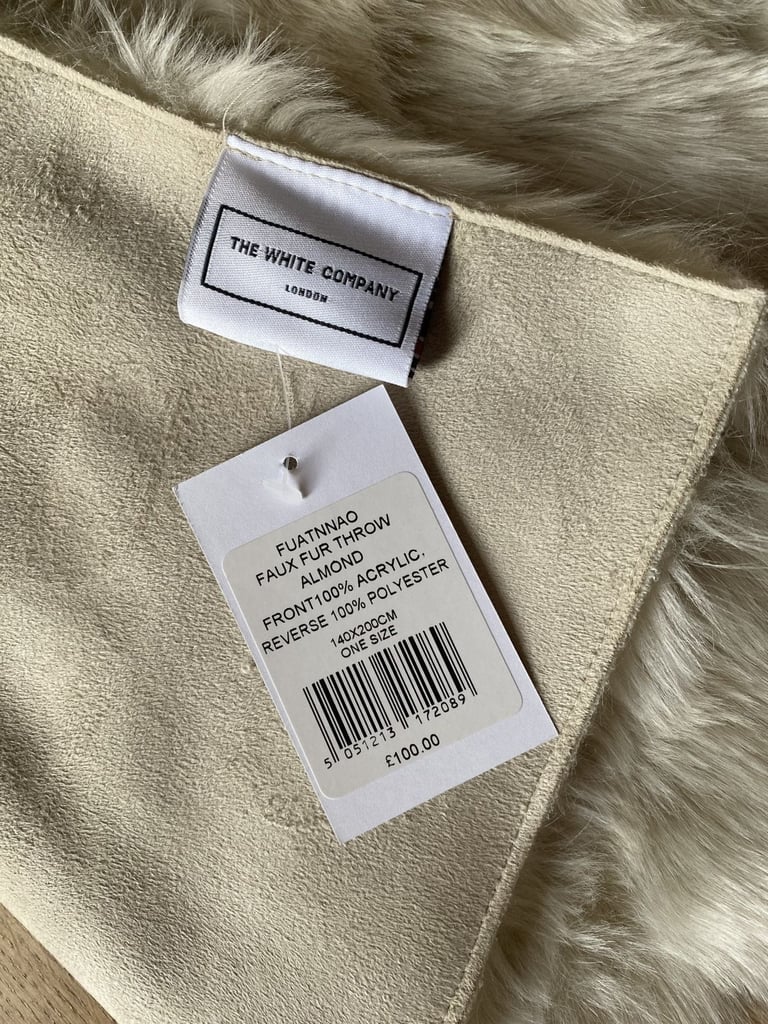 THE WHITE COMPANY
LONDON
FUATNNAO
FAUX FUR THROW
ALMOND
FRONT100% ACRYLIC.
REVERSE 100% POLYESTER
140X200CM
ONE SIZE
5 051213 172089
£100.00